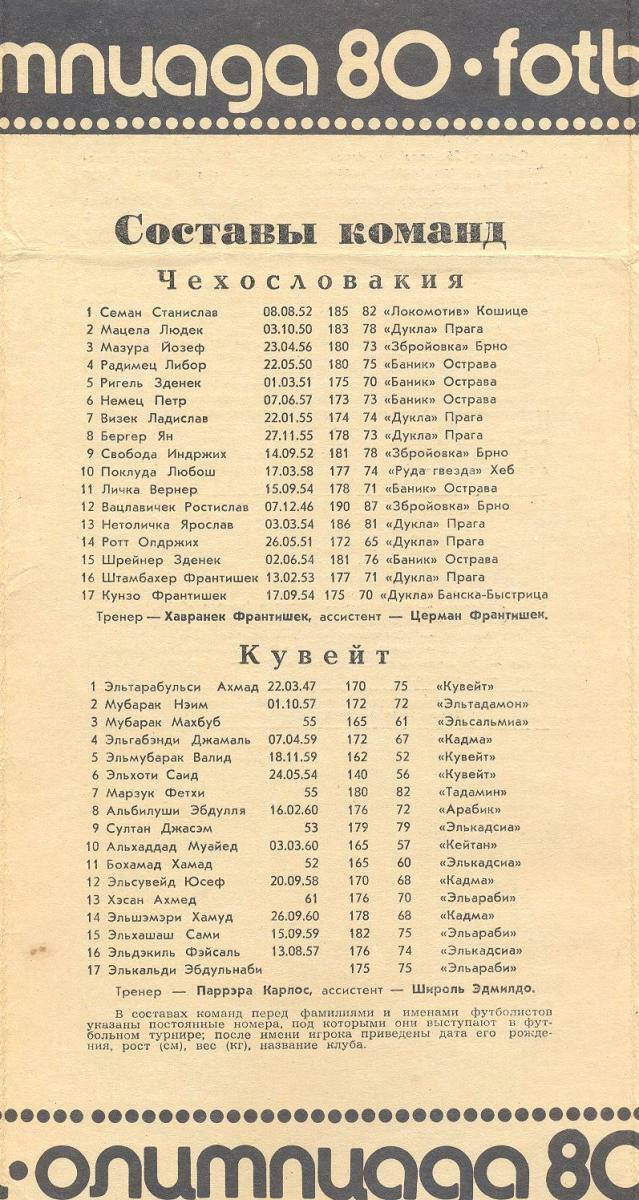 мпиада 80 • fotb
Составы команд
Чехословакия
1 Семан Станислав 08.08.52 185 82 «Локомотив» Кошице
2 Мацела Людек 03.10.50 183 78 «Дукла» Прага
3 Мазура Йозеф 23.04.56 180 73 «Збройовка» Брно
4 Радимец Либор 22.05.50 180 75 «Баник» Острава
5 Ригель Зденек 01.03.51 175 70 «Баник» Острава
6 Немец Петр 07.06.57 173 73 «Баник» Острава
7 Визек Ладислав 22.01.55 174 74 «Дукла» Прага
8 Бергер Ян 27.11.55 178 73 «Дукла» Прага
9 Свобода Индржих 14.09.52 181 78 «Збройовка» Брно
10 Поклуда Любош 17.03.58 177 74 «Руда гвезда» Хеб
11 Личка Вернер 15.09.54 178 71 «Баник» Острава
12 Вацлавичек Ростислав 07.12.46 190 87 «Збройовка» Брно
13 Нетоличка Ярослав 03.03.54 186 81 «Дукла» Прага
14 Ротт Олдржих 26.05.51 172 65 «Дукла» Прага
15 Шрейнер Зденек 02.06.54 181 76 «Баник» Острава
16 Штамбахер Франтишек 13.02.53 177 71 «Дукла» Прага
17 Кунзо Франтишек 17.09.54 175 70 «Дукла» Банска-Быстрица
Тренер — Хавранек Франтишек, ассистент — Церман Франтишек.
Кувейт
1 Эльтарабульси Ахмад 22.03.47 170 75 «Кувейт»
2 Мубарак Нэим 01.10.57 172 72 «Эльтадамон»
3 Мубарак Махбуб 55 165 61 «Эльсальмиа»
4 Эльгабэнди Джамаль 07.04.59 172 67 «Кадма»
5 Эльмубарак Валид 18.11.59 162 52 «Кувейт»
6 Эльхоти Саид 24.05.54 140 56 «Кувейт»
7 Марзук Фетхи 55 180 82 «Тадамин»
8 Альбилуши Эбдулля 16.02.60 176 72 «Арабик»
9 Султан Джасэм 53 179 79 «Элькадсиа»
10 Альхаддад Муайед 03.03.60 165 57 «Кейтан»
11 Бохамад Хамад 52 165 60 «Элькадсиа»
12 Эльсувейд Юсеф 20.09.58 170 68 «Кадма»
13 Хэсан Ахмед 61 176 70 «Эльараби»
14 Эльшэмэри Хамуд 26.09.60 178 68 «Кадма»
15 Эльхашаш Сами 15.09.59 182 75 «Эльараби»
16 Эльдэкиль Фэйсаль 13.08.57 176 74 «Элькадсиа»
17 Элькальди Эбдульнаби 175 75 «Эльараби»
Тренер — Паррэра Карлос, ассистент — Широль Эдмилдо.
В составах команд перед фамилиями и именами футболистов
указаны постоянные номера, под которыми они выступают в фут-
больном турнире; после имени игрока приведены дата его рожде-
ния, рост (см), вес (кг), название клуба.
• олимпиада 80